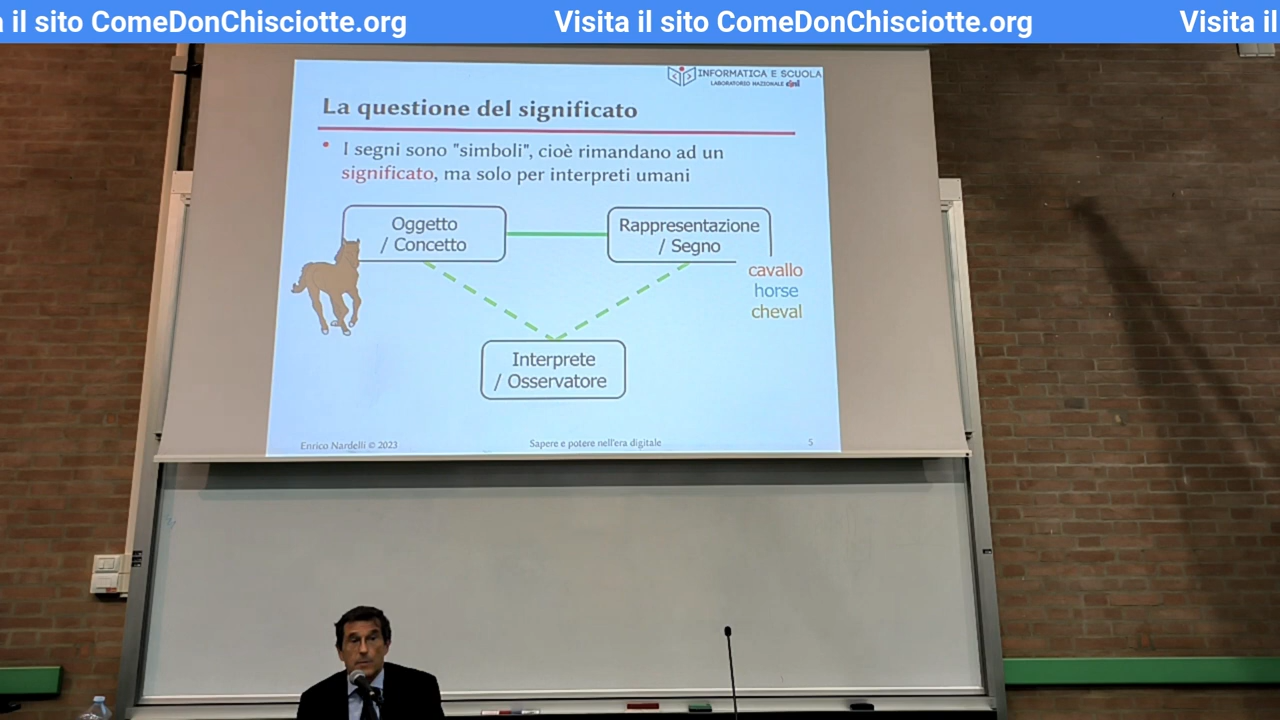 a il sito ComeDonChisciotte.org Visita il sito ComeDonChisciotte.org Visita il
INFORMATICA E SCUOLA
LABORATORIO NAZIONALE cini
La questione del significato
• I segni sono "simboli", cioè rimandano ad un
significato, ma solo per interpreti umani
Oggetto
/ Concetto
Rappresentazione
/ Segno
cavallo
horse
cheval
Interprete
/ Osservatore
Enrico Nardelli © 2023 Sapere e potere nell'era digitale 5